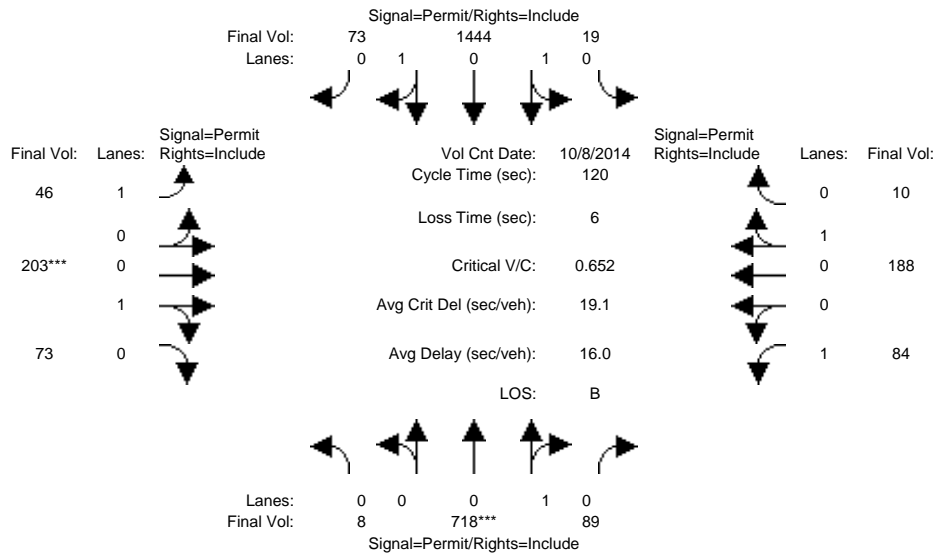 Signal=Permit/Rights=Include
Final Vol: 73 1444 19
Lanes: 0 1 0 1 0
Signal=Permit
Final Vol: Lanes: Rights=Include
46 1
0
203*** 0
1
73 0
Vol Cnt Date: 10/8/2014
Cycle Time (sec): 120
Loss Time (sec): 6
Critical V/C: 0.652
Avg Crit Del (sec/veh): 19.1
Avg Delay (sec/veh): 16.0
LOS: B
Signal=Permit
Rights=Include Lanes: Final Vol:
0 10
1
0 188
0
1 84
Lanes: 0 0 0 1 0
Final Vol: 8 718*** 89
Signal=Permit/Rights=Include